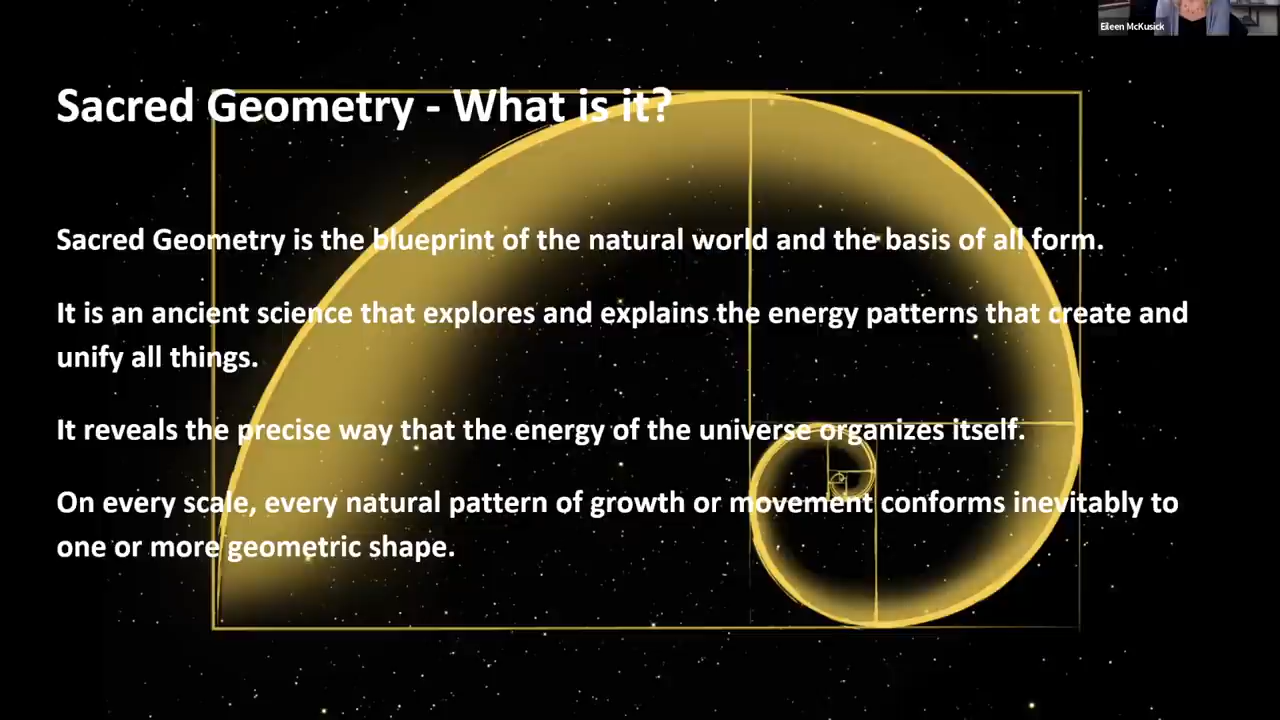 Eileen McKusick
Sacred Geometry - What is it?
Sacred Geometry is the blueprint of the natural world and the basis of all form.
It is an ancient science that explores and explains the energy patterns that create and
unify all things.
It reveals the precise way that the energy of the universe organizes itself.
On every scale, every natural pattern of growth or movement conforms inevitably to
one or more geometric shape.